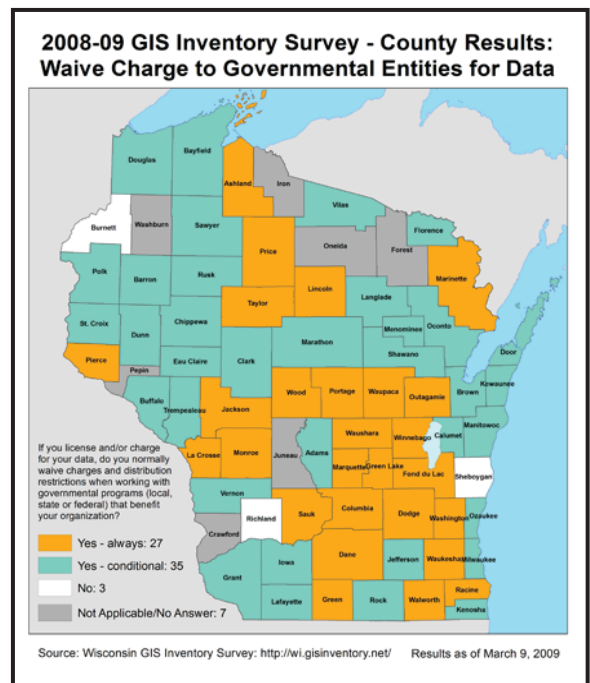 2008-09 GIS Inventory Survey - County Results:
Waive Charge to Governmental Entities for Data
Douglas
Bayfield
Ashland
Iron
Vilas
Burnett
Washburn
Sawyer
Price
Oneida
Forest
Florence
Marinette
Polk
Barron
Rusk
Taylor
Lincoln
Langlade
St. Croix
Dunn
Chippewa
Clark
Marathon
Menominee
Oconto
Shawano
Door
Pierce
Pepin
Eau Claire
Buffalo
Trempealeau
Jackson
Wood
Portage
Waupaca
Outagamie
Brown
Kewaunee
La Crosse
Monroe
Juneau
Adams
Waushara
Winnebago
Calumet
Manitowoc
Marquette
Green Lake
Fond du Lac
Sheboygan
Vernon
Crawford
Richland
Sauk
Columbia
Dodge
Washington
Ozaukee
Grant
Iowa
Dane
Jefferson
Waukesha
Milwaukee
Lafayette
Green
Rock
Walworth
Racine
Kenosha
If you license and/or charge
for your data, do you normally
waive charges and distribution
restrictions when working with
governmental programs (local,
state or federal) that benefit
your organization?
Yes - always: 27
Yes - conditional: 35
No: 3
Not Applicable/No Answer: 7
Source: Wisconsin GIS Inventory Survey: http://wi.gisinventory.net/ Results as of March 9, 2009